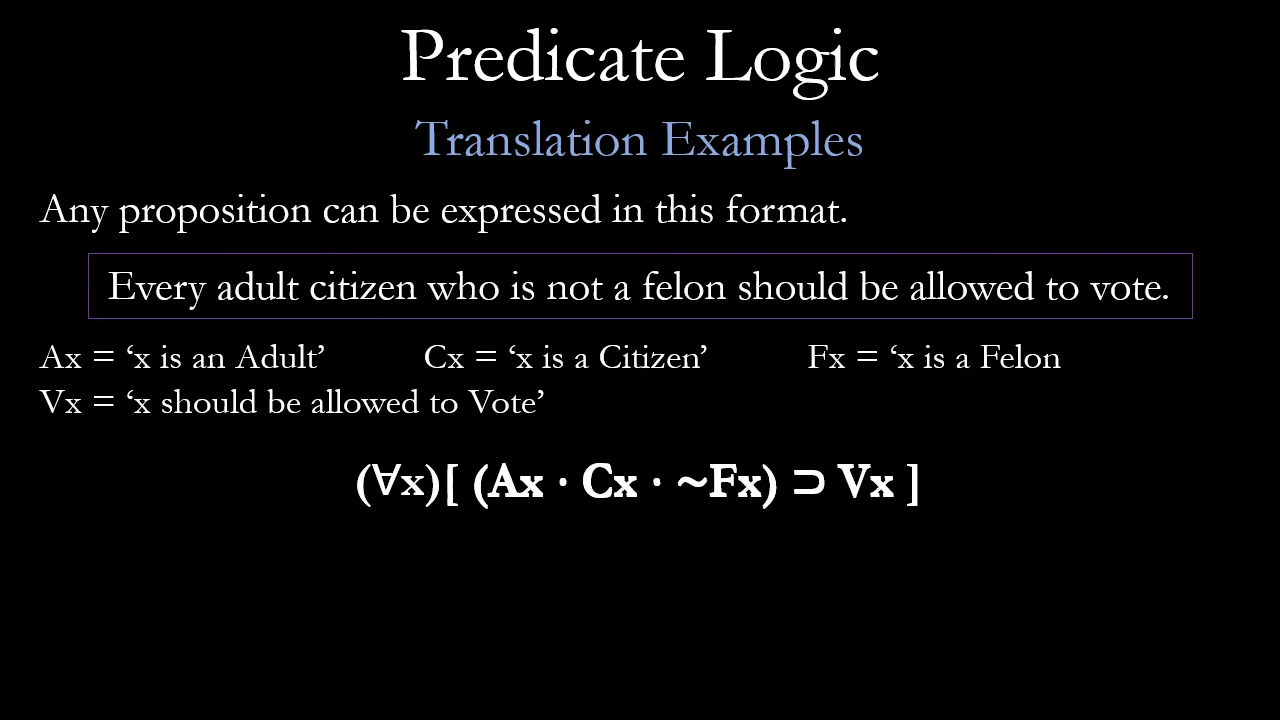 Predicate Logic
Translation Examples
Any proposition can be expressed in this format.
Every adult citizen who is not a felon should be allowed to vote.
Ax = ‘x is an Adult’ Cx = ‘x is a Citizen’ Fx = ‘x is a Felon
Vx = ‘x should be allowed to Vote’
(∀x)[ (Ax · Cx · ~Fx) ⊃ Vx ]